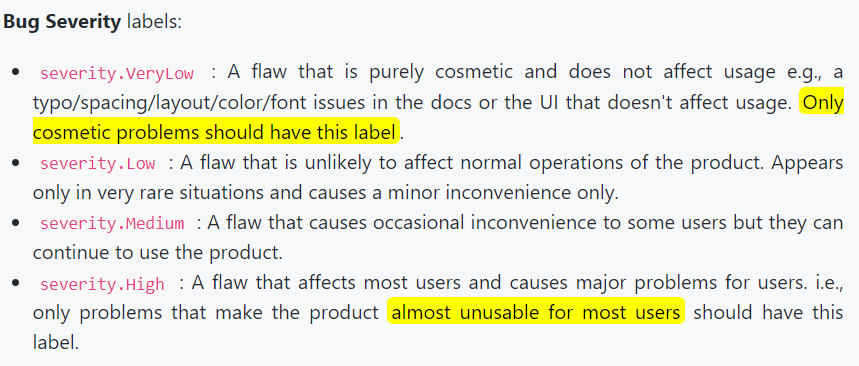 Bug Severity labels:
• severity.VeryLow : A flaw that is purely cosmetic and does not affect usage e.g., a
typo/spacing/layout/color/font issues in the docs or the UI that doesn't affect usage. Only
cosmetic problems should have this label.
• severity.Low : A flaw that is unlikely to affect normal operations of the product. Appears
only in very rare situations and causes a minor inconvenience only.
• severity.Medium : A flaw that causes occasional inconvenience to some users but they can
continue to use the product.
• severity.High : A flaw that affects most users and causes major problems for users. i.e.,
only problems that make the product almost unusable for most users should have this
label.